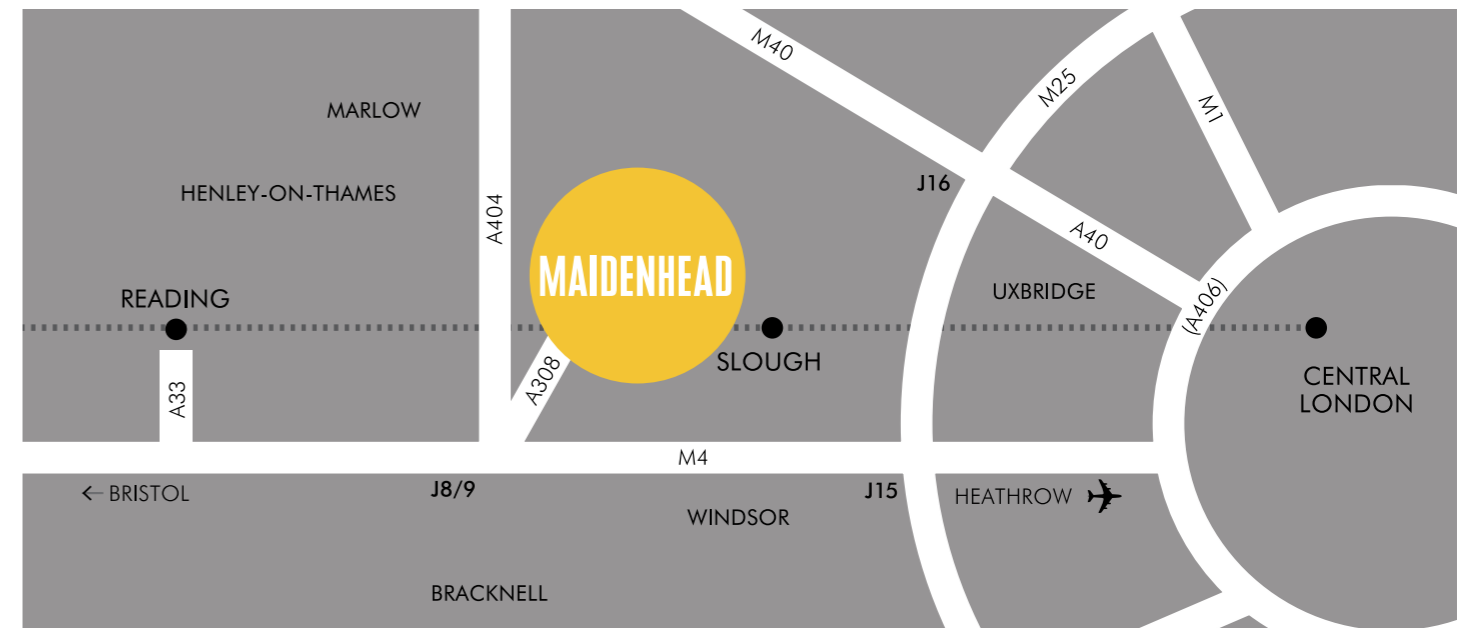 M40
M25
M1
MARLOW
J16
HENLEY-ON-THAMES
A404
A40
MAIDENHEAD
UXBRIDGE
READING
(A406)
SLOUGH
A308
A33
CENTRAL
LONDON
M4
← BRISTOL
J8/9
J15
HEATHROW
WINDSOR
BRACKNELL